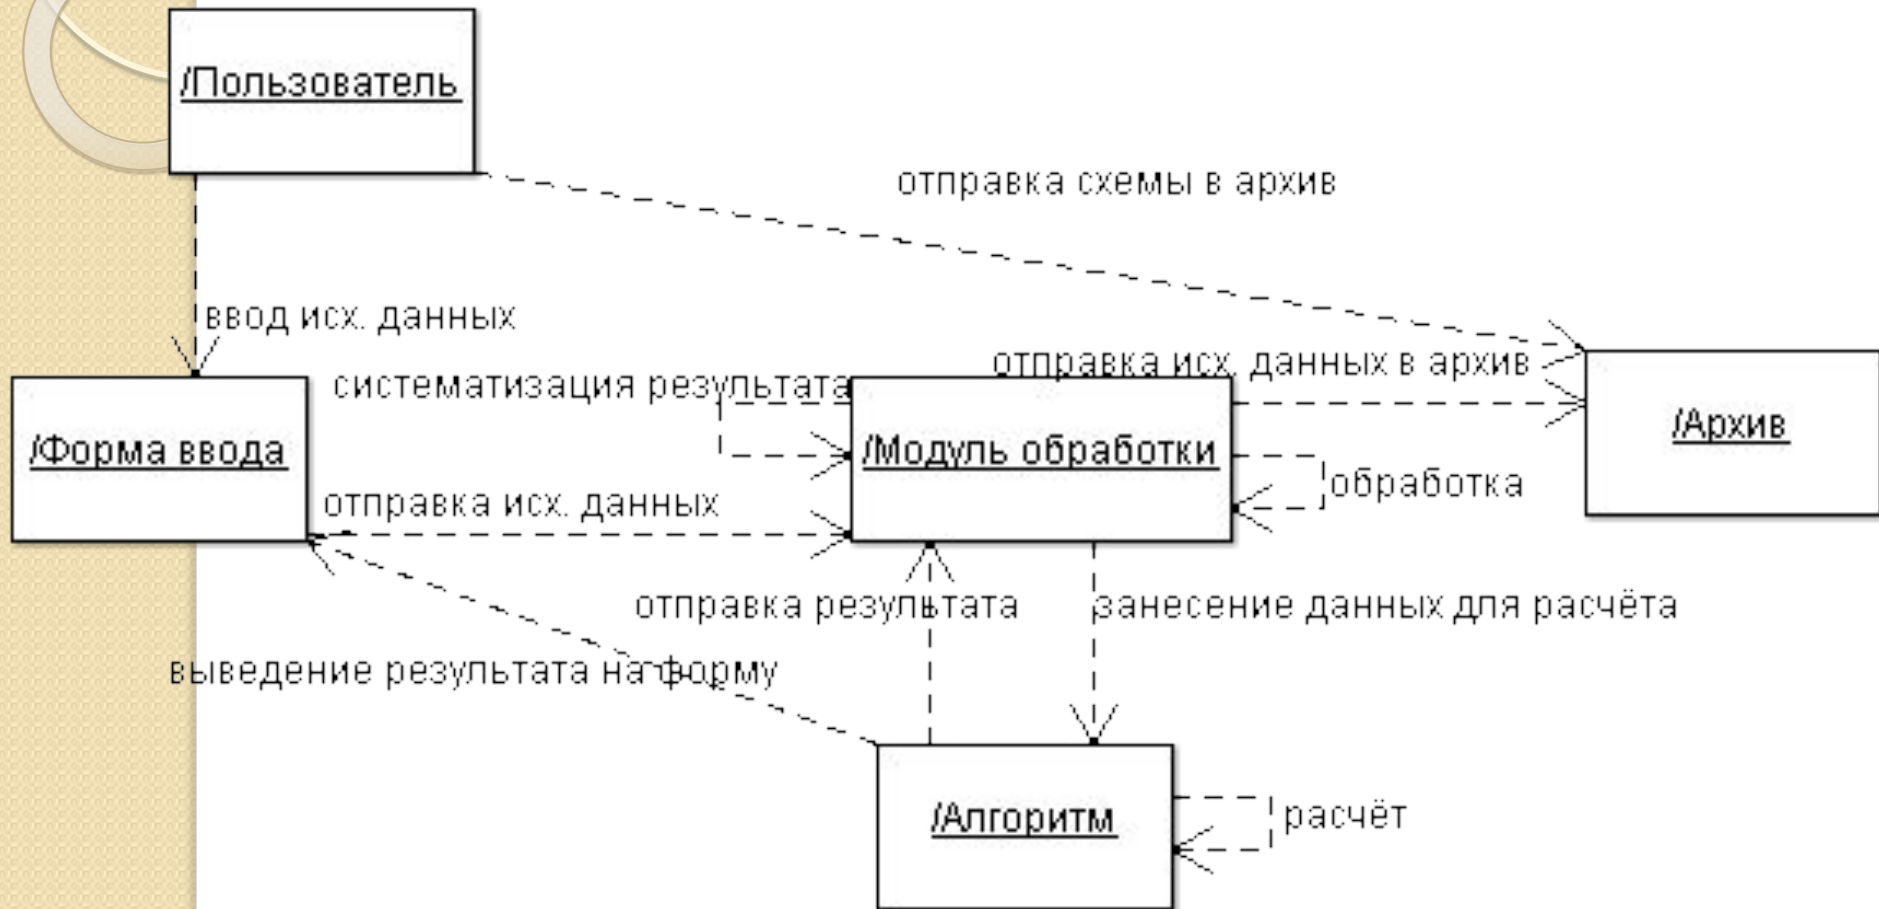 /Пользователь
отправка схемы в архив
ввод исх. данных
отправка исх. данных в архив
систематизация результата
/Форма ввода
/Модуль обработки
/Архив
обработка
отправка исх. данных
отправка результата
занесение данных для расчёта
выведение результата на форму
/Алгоритм
расчёт